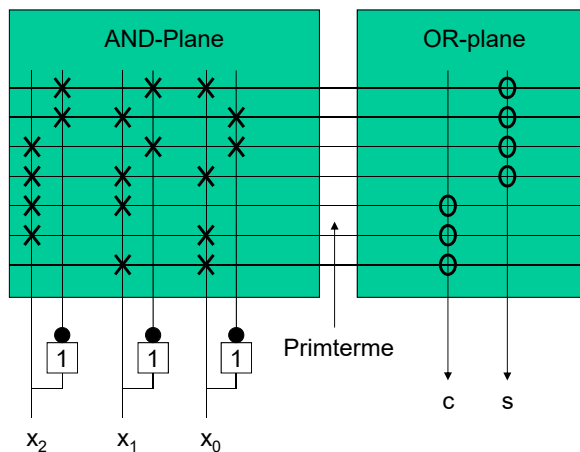 AND-Plane OR-plane
1 1 1
Primterme
c s
x₂ x₁ x₀